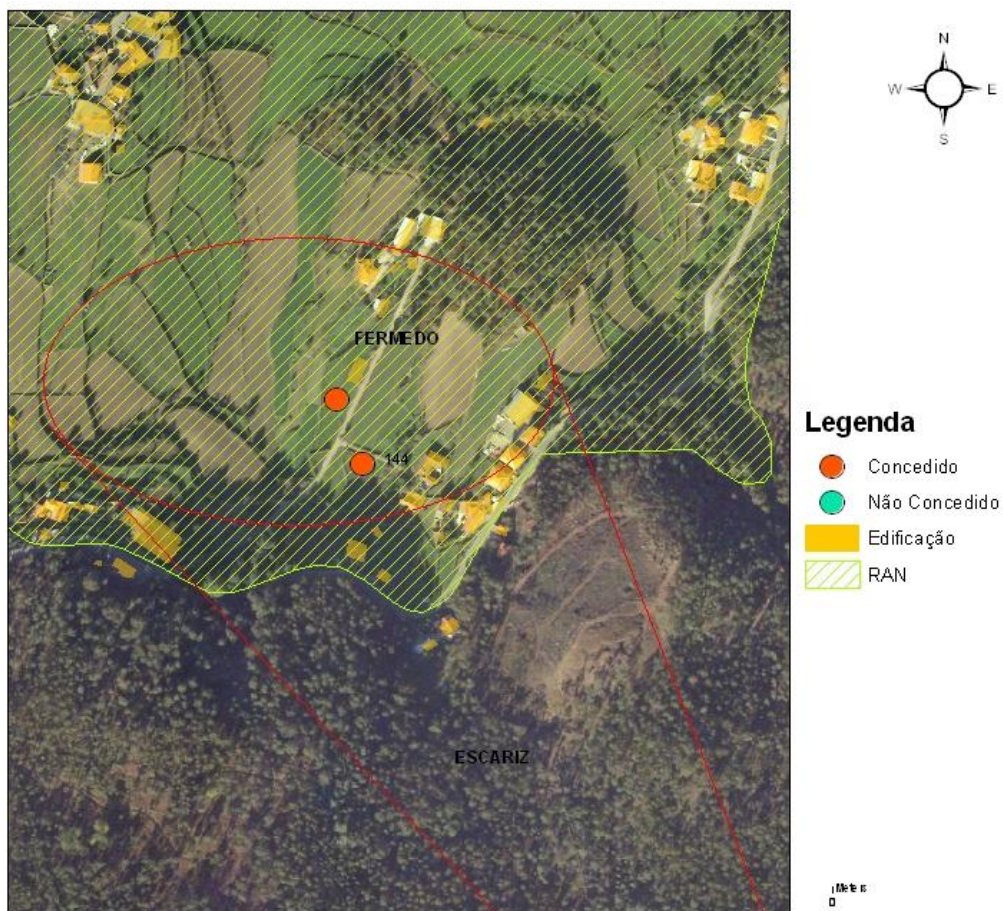 N
W E
S
FERMEDO
144
ESCARIZ
Legenda
Concedido
Não Concedido
Edificação
RAN
Meters
0